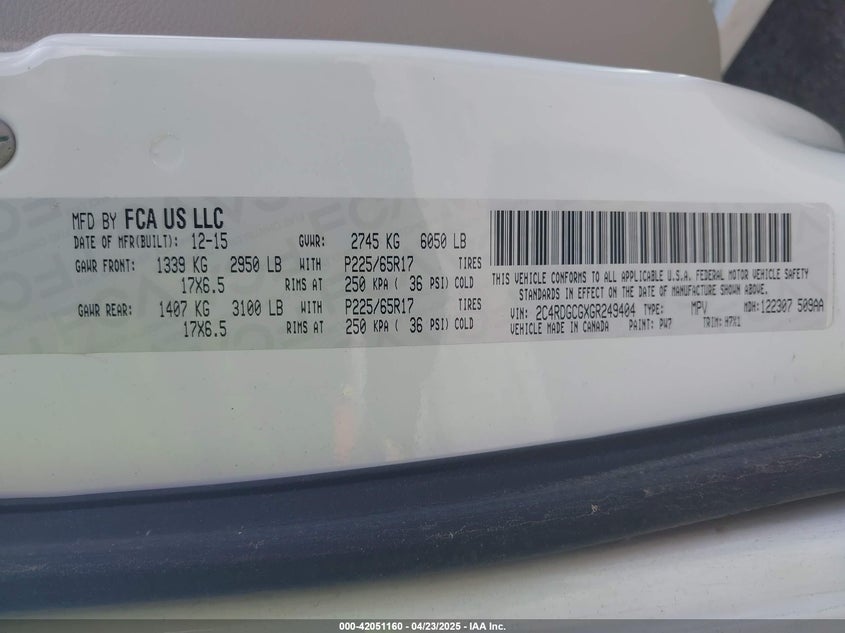 MFD BY FCA US LLC
DATE OF MFR(BUILT): 12-15 GVWR: 2745 KG 6050 LB
GAWR FRONT: 1339 KG 2950 LB WITH P225/65R17 TIRES
17X6.5 RIMS AT 250 KPA ( 36 PSI) COLD
GAWR REAR: 1407 KG 3100 LB WITH P225/65R17 TIRES
17X6.5 RIMS AT 250 KPA ( 36 PSI) COLD
THIS VEHICLE CONFORMS TO ALL APPLICABLE U.S.A. FEDERAL MOTOR VEHICLE SAFETY
STANDARDS IN EFFECT ON THE DATE OF MANUFACTURE SHOWN ABOVE.
VIN: 2C4RDGCGXGR249404 TYPE: MPV MDH: 122307 509AA
VEHICLE MADE IN CANADA PAINT: PW7 TRIM: H7X1
000-42051160 - 04/23/2025 - IAA Inc.